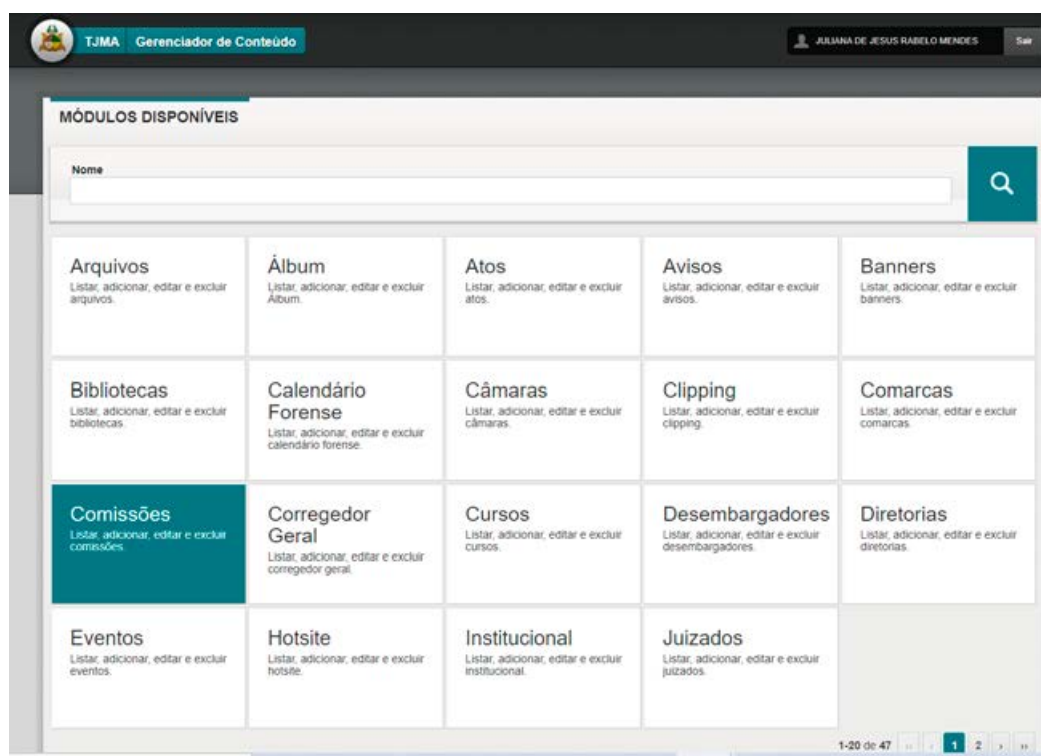 TJMA Gerenciador de Conteúdo
JULIANA DE JESUS RABELO MENDES
Sair
MÓDULOS DISPONÍVEIS
Nome
Arquivos
Listar, adicionar, editar e excluir
arquivos.
Álbum
Listar, adicionar, editar e excluir
Álbum.
Atos
Listar, adicionar, editar e excluir
atos.
Avisos
Listar, adicionar, editar e excluir
avisos.
Banners
Listar, adicionar, editar e excluir
banners.
Bibliotecas
Listar, adicionar, editar e excluir
bibliotecas.
Calendário
Forense
Listar, adicionar, editar e excluir
calendário forense.
Câmaras
Listar, adicionar, editar e excluir
câmaras.
Clipping
Listar, adicionar, editar e excluir
clipping.
Comarcas
Listar, adicionar, editar e excluir
comarcas.
Comissões
Listar, adicionar, editar e excluir
comissões.
Corregedor
Geral
Listar, adicionar, editar e excluir
corregedor geral.
Cursos
Listar, adicionar, editar e excluir
cursos.
Desembargadores
Listar, adicionar, editar e excluir
desembargadores.
Diretorias
Listar, adicionar, editar e excluir
diretorias.
Eventos
Listar, adicionar, editar e excluir
eventos.
Hotsite
Listar, adicionar, editar e excluir
hotsite.
Institucional
Listar, adicionar, editar e excluir
institucional.
Juizados
Listar, adicionar, editar e excluir
juizados.
1-20 de 47 ‹‹ ‹ 1 2 › ››